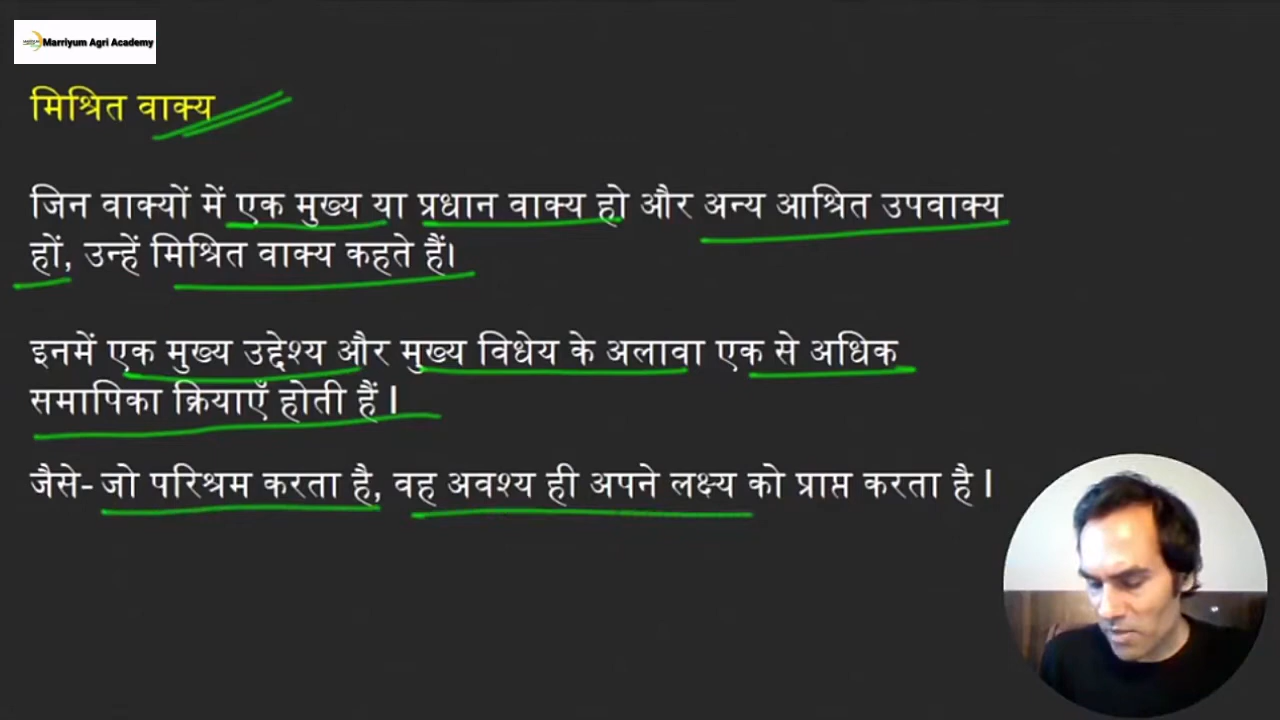 Marriyum Agri Academy
मिश्रित वाक्य
जिन वाक्यों में एक मुख्य या प्रधान वाक्य हो और अन्य आश्रित उपवाक्य
हों, उन्हें मिश्रित वाक्य कहते हैं।
इनमें एक मुख्य उद्देश्य और मुख्य विधेय के अलावा एक से अधिक
समापिका क्रियाएँ होती हैं ।
जैसे- जो परिश्रम करता है, वह अवश्य ही अपने लक्ष्य को प्राप्त करता है ।